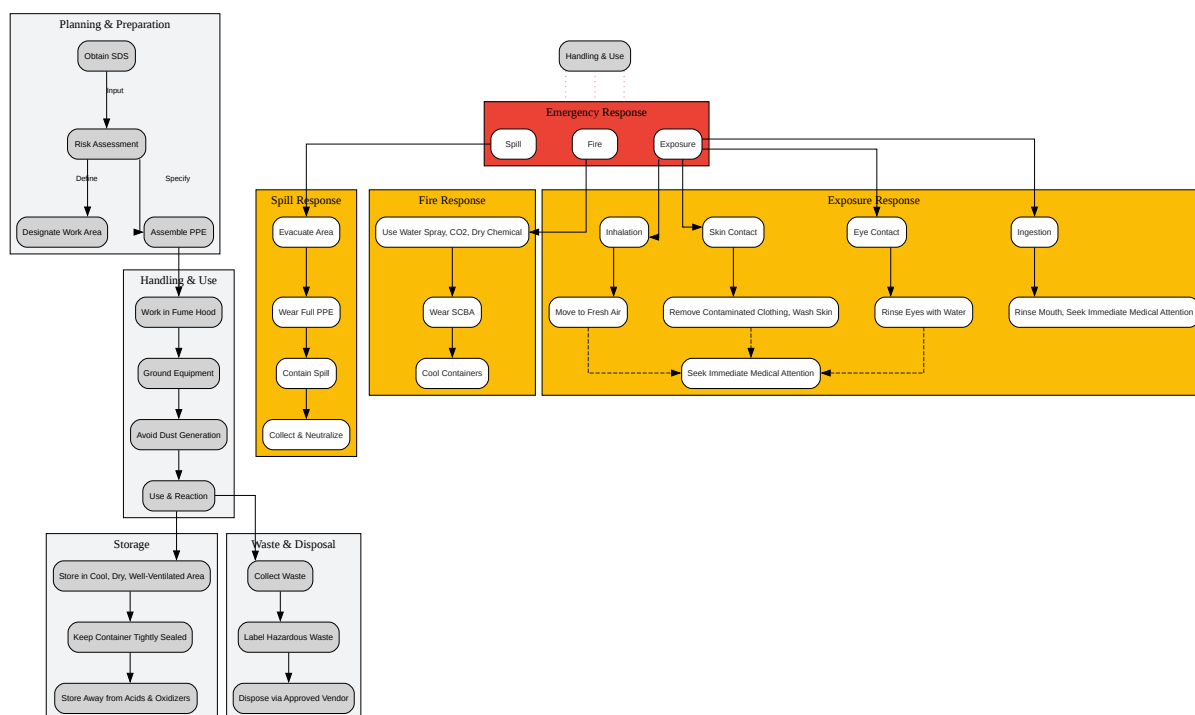 Planning & Preparation
Obtain SDS
Input
Risk Assessment
Define
Specify
Designate Work Area
Assemble PPE
Handling & Use
Work in Fume Hood
Ground Equipment
Avoid Dust Generation
Use & Reaction
Storage
Store in Cool, Dry, Well-Ventilated Area
Keep Container Tightly Sealed
Store Away from Acids & Oxidizers
Waste & Disposal
Collect Waste
Label Hazardous Waste
Dispose via Approved Vendor
Handling & Use
Emergency Response
Spill
Fire
Exposure
Spill Response
Evacuate Area
Wear Full PPE
Contain Spill
Collect & Neutralize
Fire Response
Use Water Spray, CO2, Dry Chemical
Wear SCBA
Cool Containers
Exposure Response
Inhalation
Skin Contact
Eye Contact
Ingestion
Move to Fresh Air
Remove Contaminated Clothing, Wash Skin
Rinse Eyes with Water
Rinse Mouth, Seek Immediate Medical Attention
Seek Immediate Medical Attention